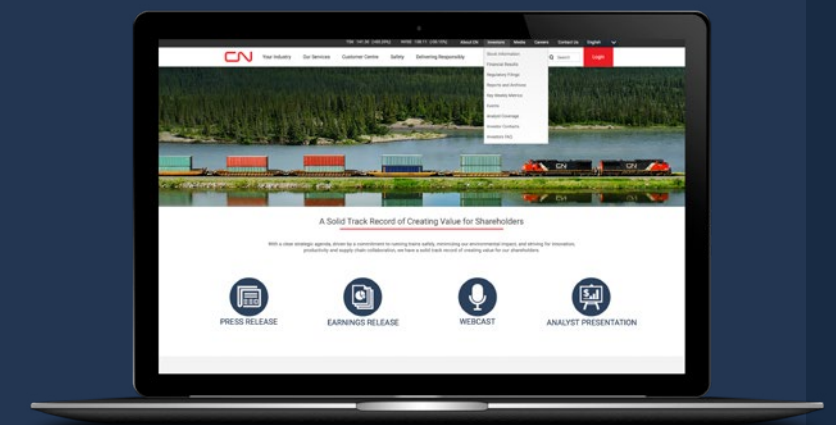 About CN Investors Media Careers Contact Us English
CN Your Industry Our Services Customer Centre Safety Delivering Responsibly Search Login
Stock Information
Financial Results
Regulatory Filings
Reports and Archives
Key Weekly Metrics
Events
Analyst Coverage
Investor Contacts
Investors FAQ
CN CN
A Solid Track Record of Creating Value for Shareholders
With a clear strategic agenda, driven by a commitment to running trains safely, minimizing our environmental impact, and striving for innovation,
productivity and supply chain collaboration, we have a solid track record of creating value for our shareholders.
PRESS RELEASE EARNINGS RELEASE WEBCAST ANALYST PRESENTATION